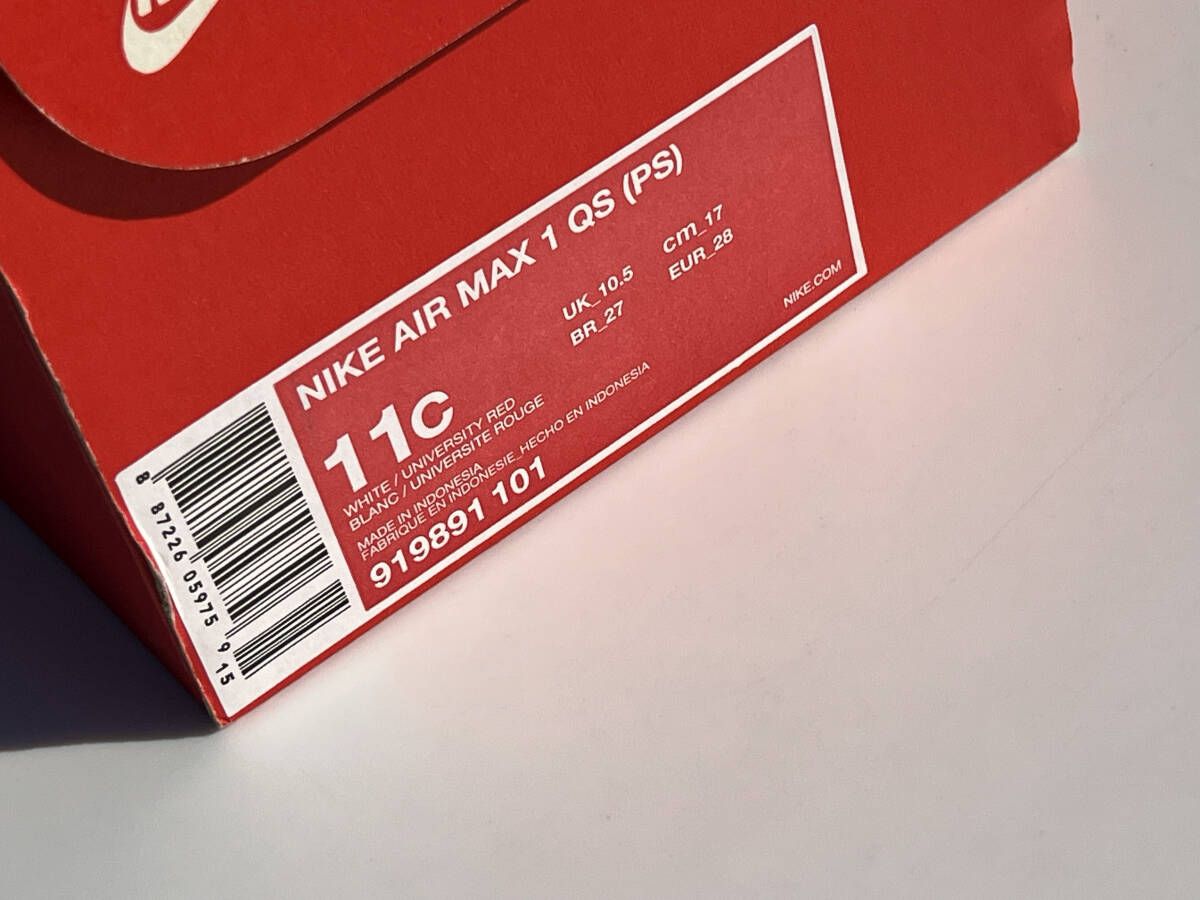 NIKE AIR MAX 1 QS (PS)
11C
UK_10.5
cm_17
BR_27
EUR_28
WHITE / UNIVERSITY RED
BLANC / UNIVERSITE ROUGE
MADE IN INDONESIA
FABRIQUE EN INDONESIE_HECHO EN INDONESIA
919891 101
NIKE.COM
8 87226 05975 9 15